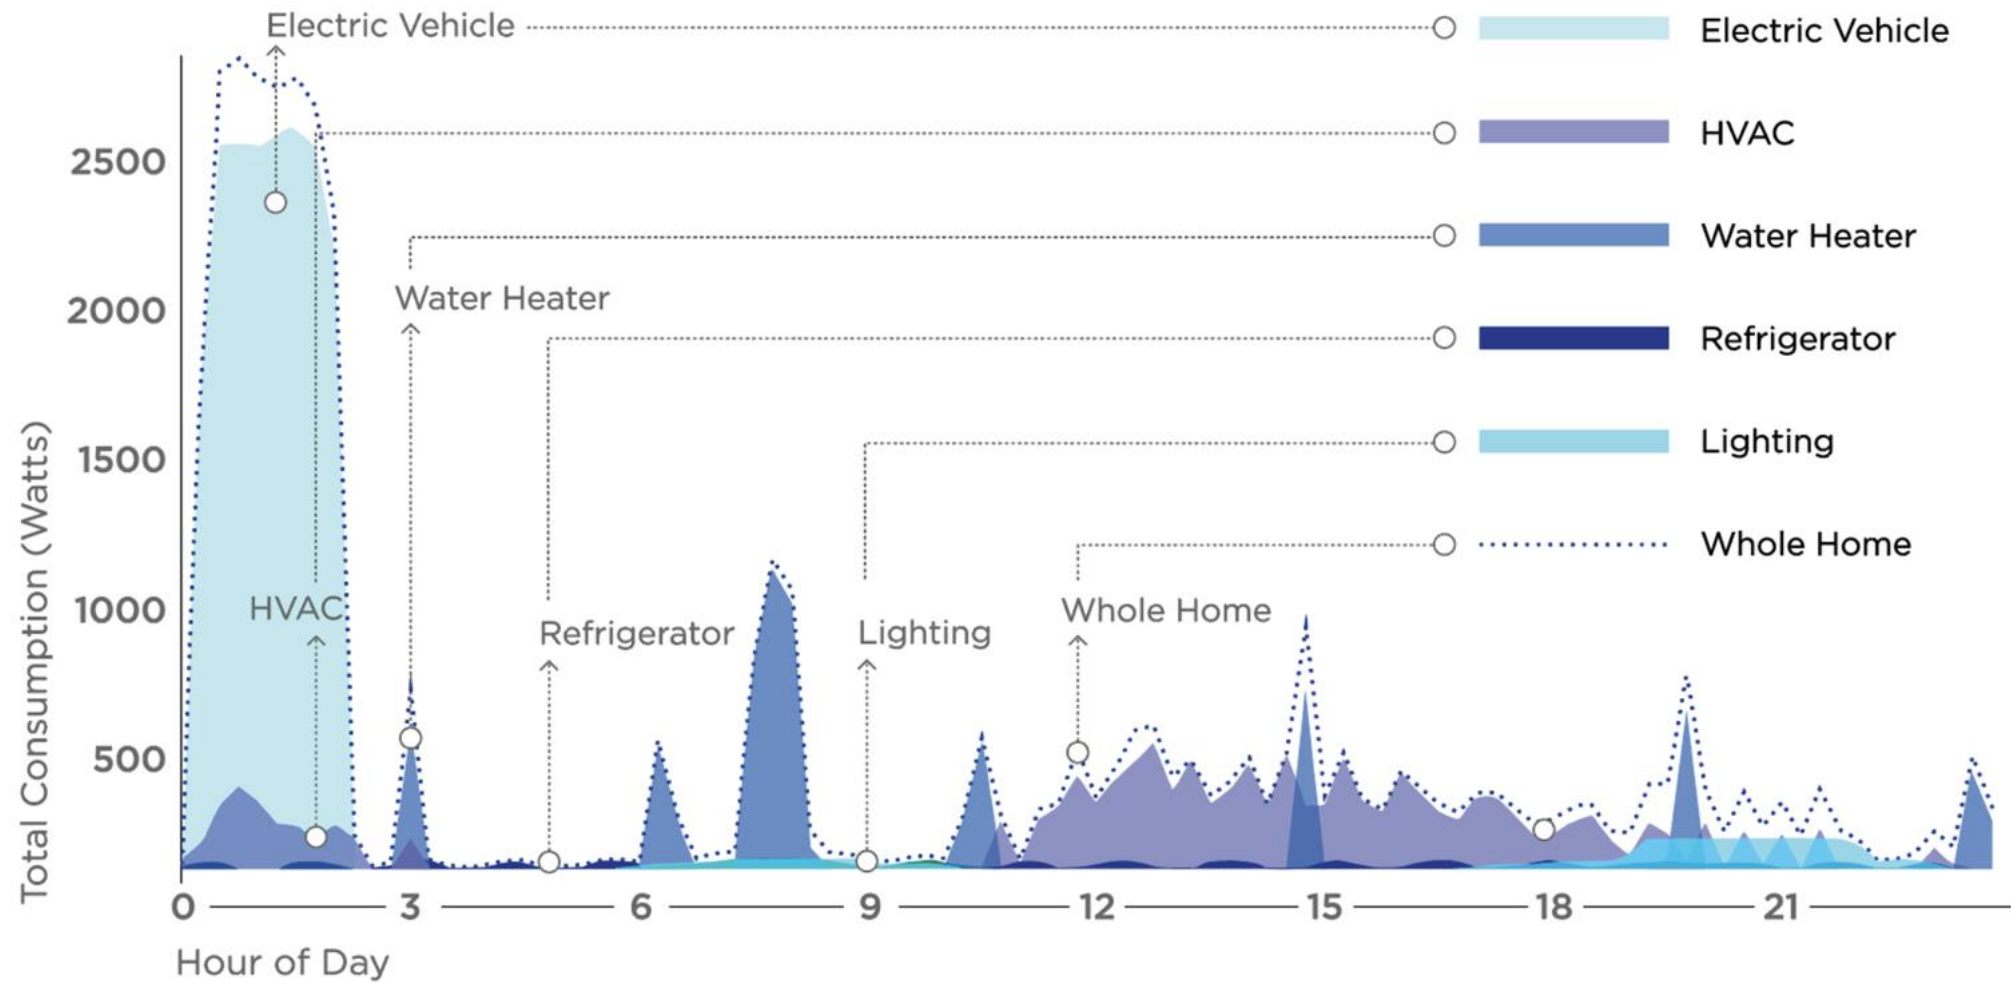 Electric Vehicle
Electric Vehicle
HVAC
2500
Water Heater
Water Heater
2000
Refrigerator
1500
Lighting
Whole Home
HVAC
1000
Refrigerator
Lighting
Whole Home
500
Total Consumption (Watts)
0 3 6 9 12 15 18 21
Hour of Day